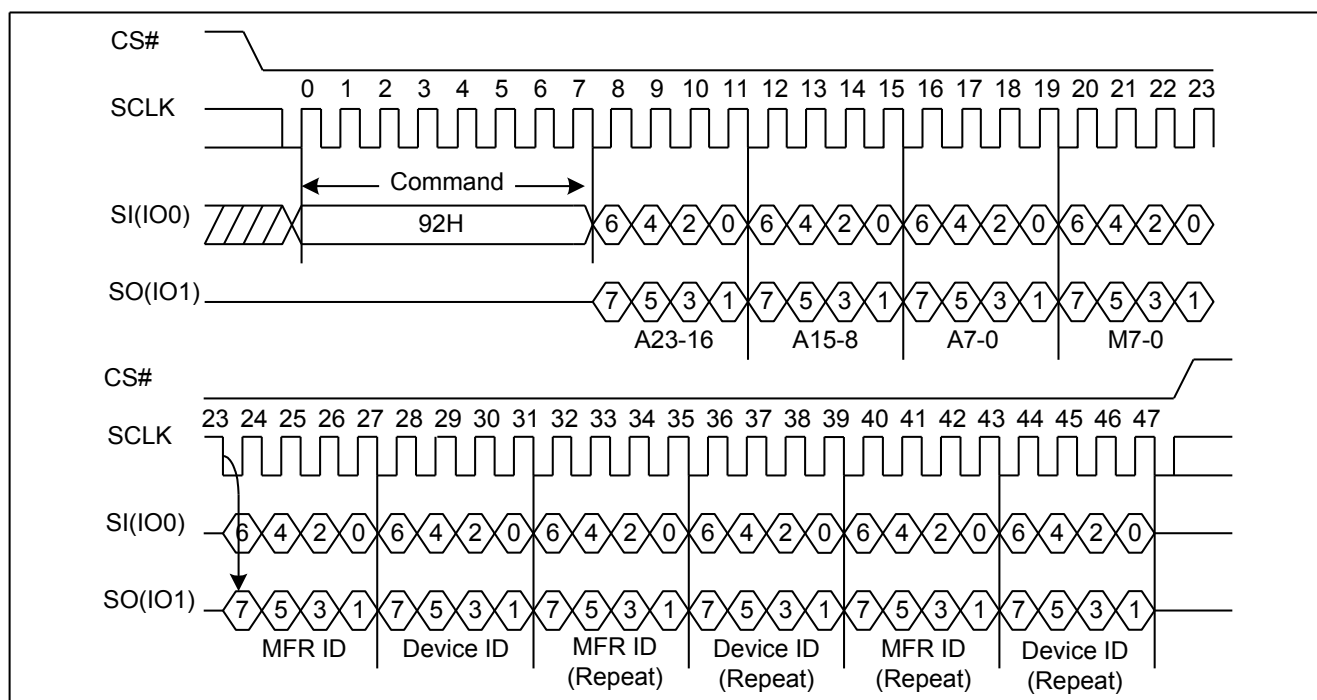 CS#
0 1 2 3 4 5 6 7 8 9 10 11 12 13 14 15 16 17 18 19 20 21 22 23
SCLK
Command
SI(IO0) 92H 6 4 2 0 6 4 2 0 6 4 2 0 6 4 2 0
SO(IO1) 7 5 3 1 7 5 3 1 7 5 3 1 7 5 3 1
A23-16 A15-8 A7-0 M7-0
CS#
23 24 25 26 27 28 29 30 31 32 33 34 35 36 37 38 39 40 41 42 43 44 45 46 47
SCLK
SI(IO0) 6 4 2 0 6 4 2 0 6 4 2 0 6 4 2 0 6 4 2 0 6 4 2 0
SO(IO1) 7 5 3 1 7 5 3 1 7 5 3 1 7 5 3 1 7 5 3 1 7 5 3 1
MFR ID Device ID MFR ID Device ID MFR ID Device ID
(Repeat) (Repeat) (Repeat) (Repeat)